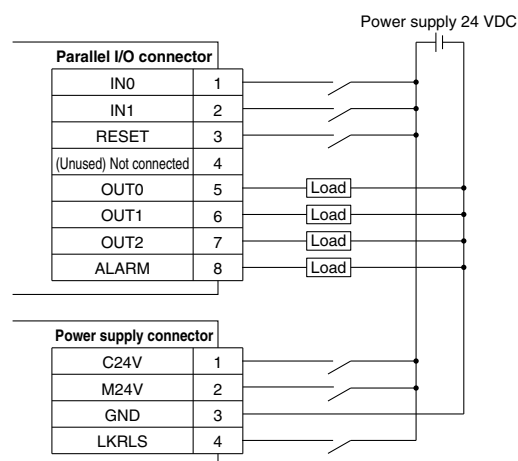 Power supply 24 VDC
Parallel I/O connector
IN0 1
IN1 2
RESET 3
(Unused) Not connected 4
OUT0 5 Load
OUT1 6 Load
OUT2 7 Load
ALARM 8 Load
Power supply connector
C24V 1
M24V 2
GND 3
LKRLS 4